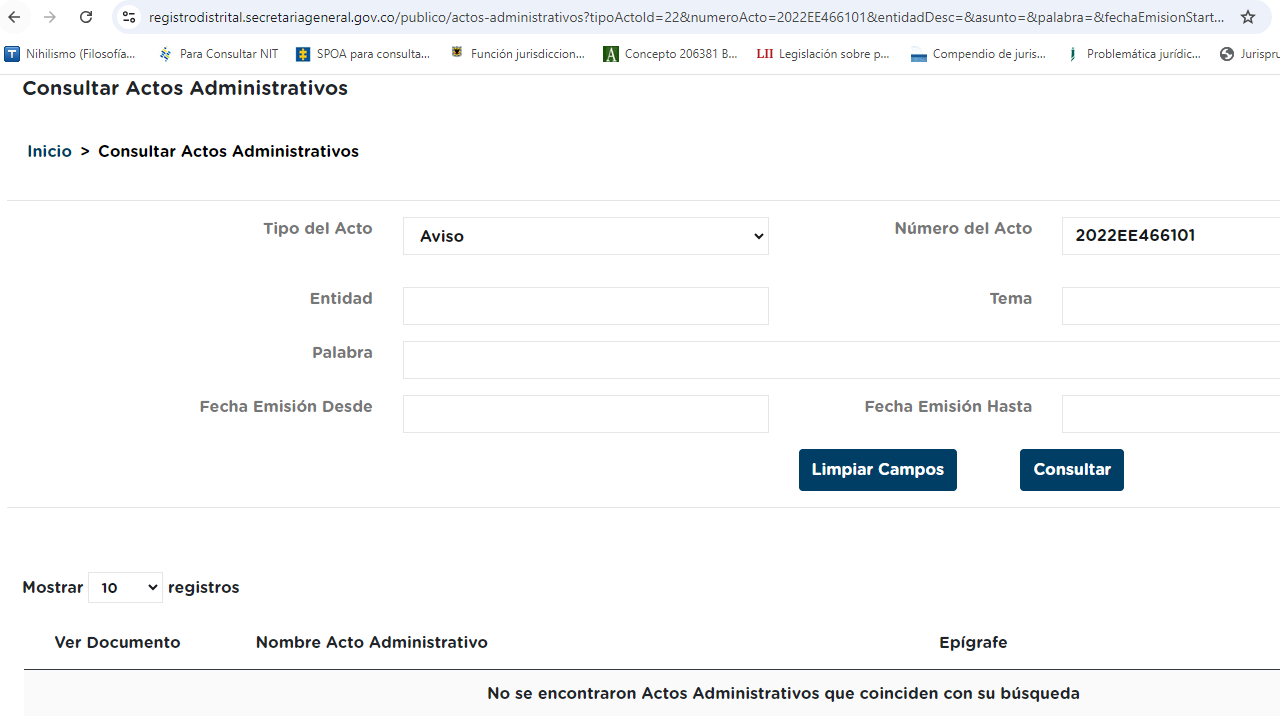 registrodistrital.secretariageneral.gov.co/publico/actos-administrativos?tipoActoId=22&numeroActo=2022EE466101&entidadDesc=&asunto=&palabra=&fechaEmisionStart...
T Nihilismo (Filosofía... Para Consultar NIT SPOA para consulta... Función jurisdiccion... A Concepto 206381 B... LII Legislación sobre p... Compendio de juris... Problemática jurídic... Jurispru
Consultar Actos Administrativos
Inicio > Consultar Actos Administrativos
Tipo del Acto Aviso Número del Acto 2022EE466101
Entidad Tema
Palabra
Fecha Emisión Desde Fecha Emisión Hasta
Limpiar Campos Consultar
Mostrar 10 registros
Ver Documento Nombre Acto Administrativo Epígrafe
No se encontraron Actos Administrativos que coinciden con su búsqueda